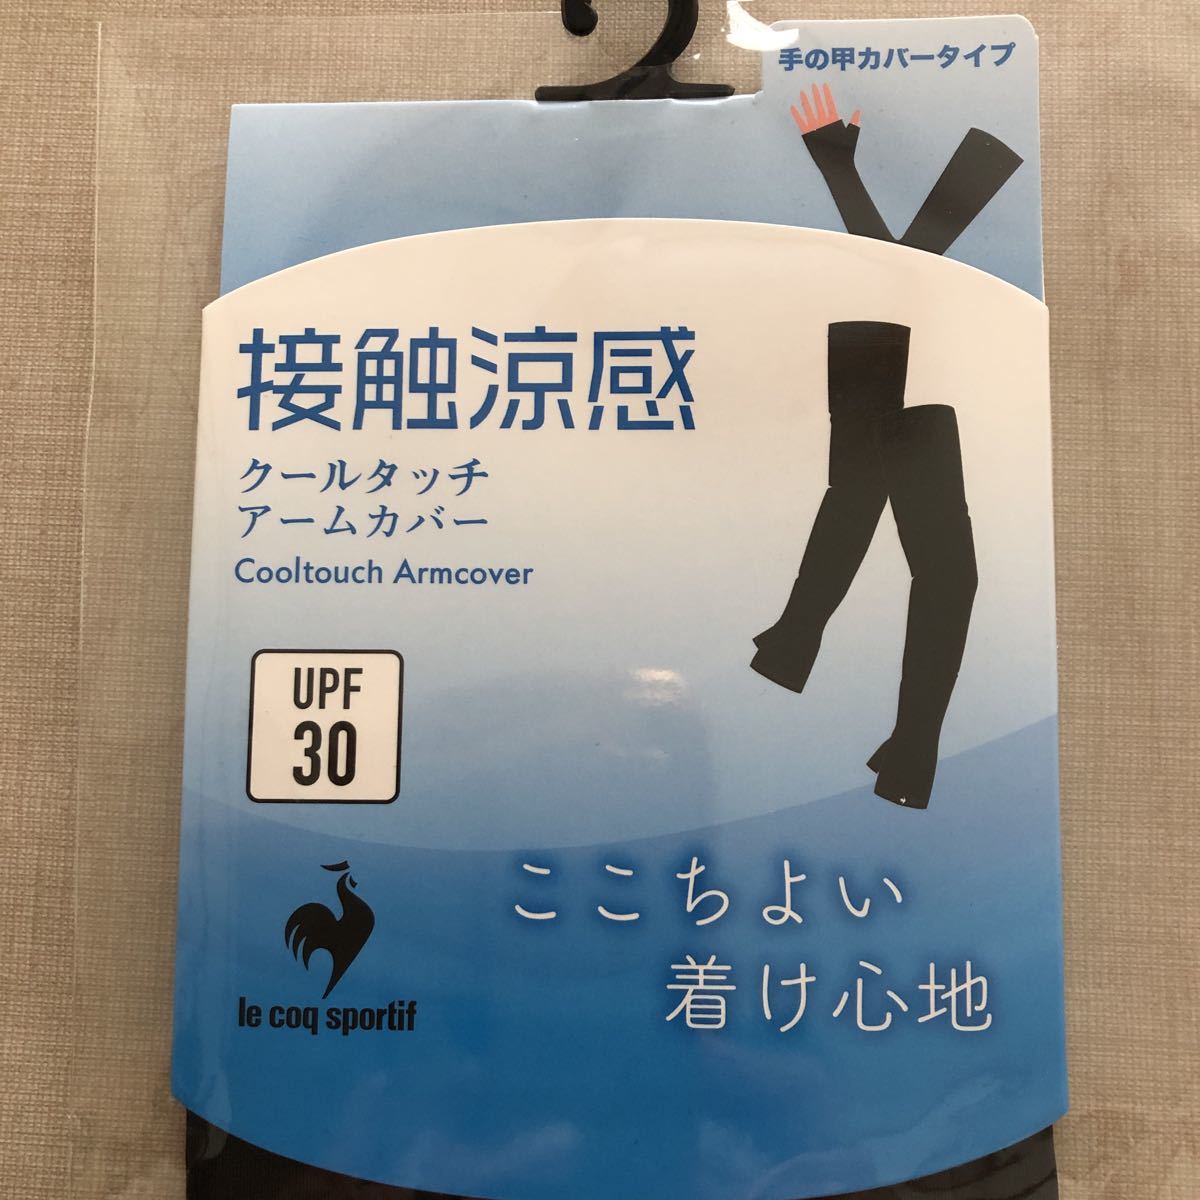 手の甲カバータイプ
接触涼感
クールタッチ
アームカバー
Cooltouch Armcover
UPF
30
ここちよい
着け心地
le coq sportif